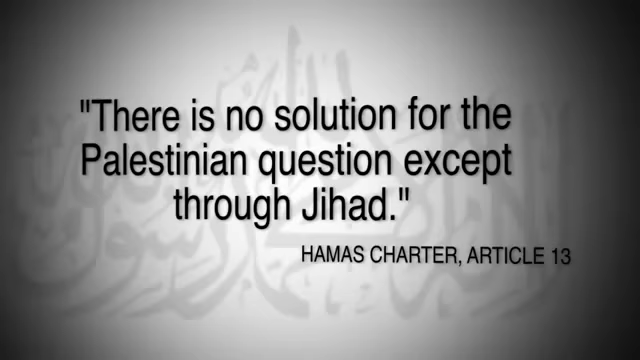 "There is no solution for the
Palestinian question except
through Jihad."
HAMAS CHARTER, ARTICLE 13